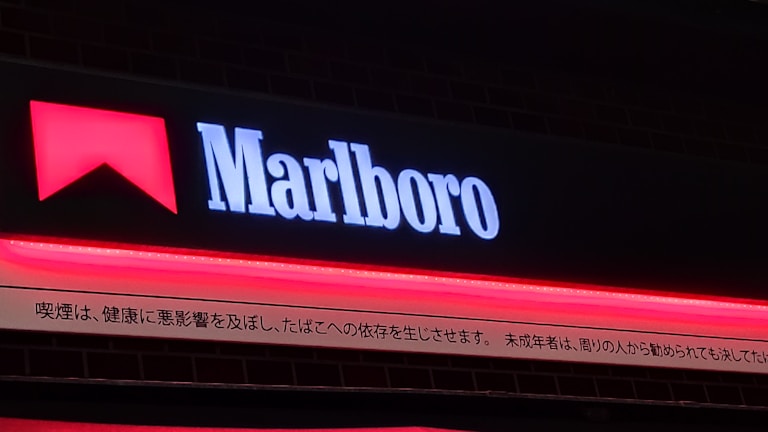 Marlboro
喫煙は、健康に悪影響を及ぼし、たばこへの依存を生じさせます。 未成年者は、周りの人から勧められても決してたば